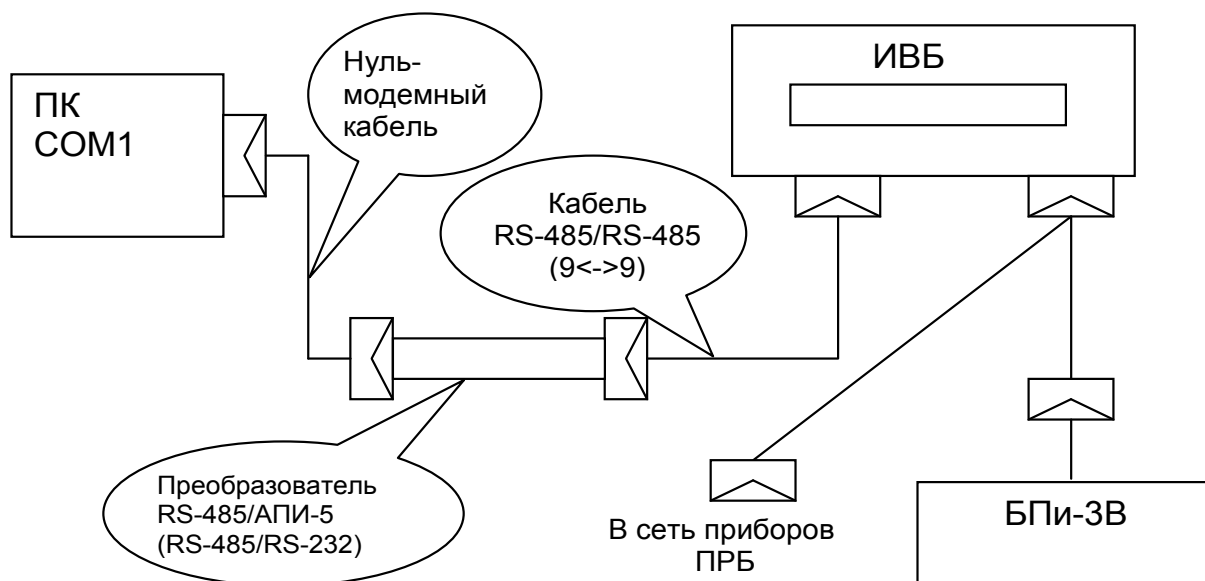 ПК
COM1
Нуль-
модемный
кабель
ИВБ
Кабель
RS-485/RS-485
(9<->9)
Преобразователь
RS-485/АПИ-5
(RS-485/RS-232)
В сеть приборов
ПРБ
БПи-3В